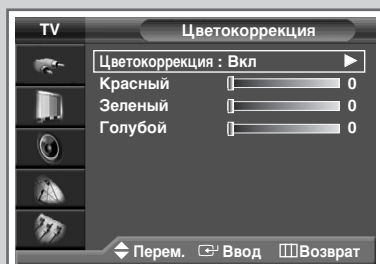 TV Цветокоррекция
Цветокоррекция : Вкл
Красный 0
Зеленый 0
Голубой 0
Перем. Ввод Возврат